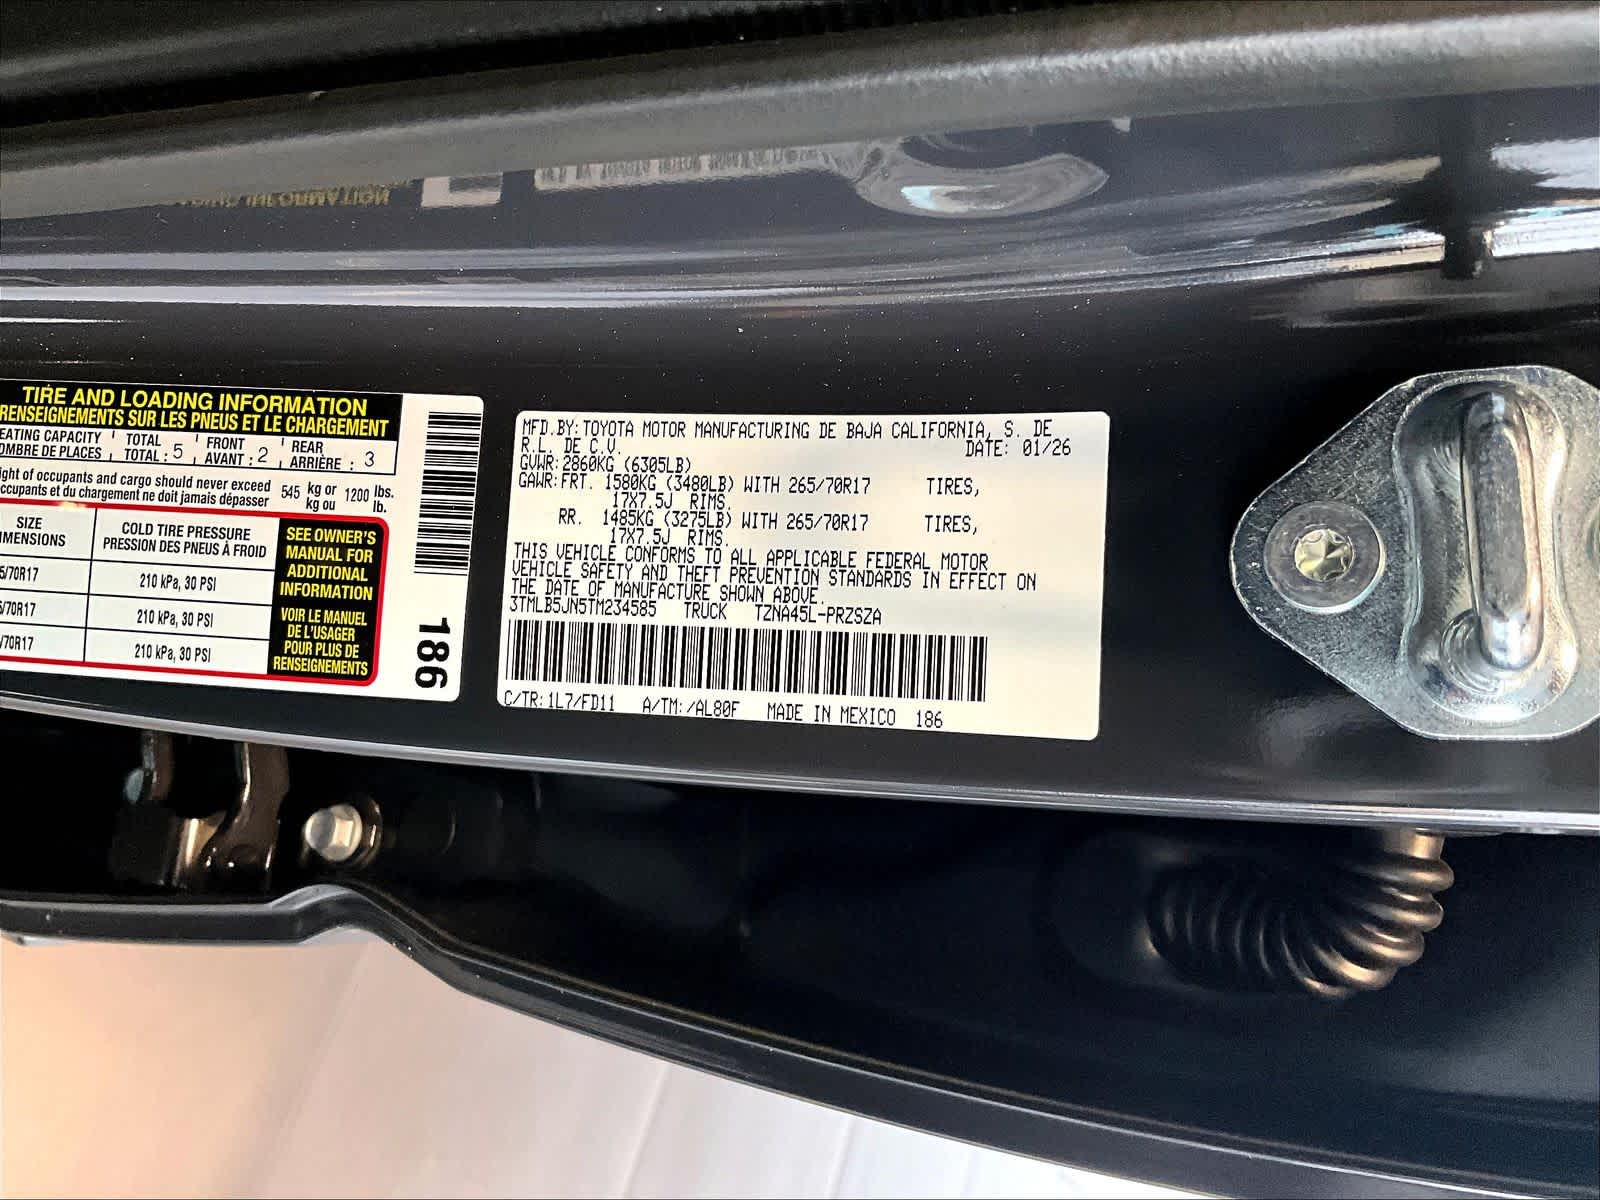 TIRE AND LOADING INFORMATION
RENSEIGNEMENTS SUR LES PNEUS ET LE CHARGEMENT
EATING CAPACITY TOTAL FRONT REAR
OMBRE DE PLACES TOTAL : 5 AVANT : 2 ARRIÈRE : 3
ight of occupants and cargo should never exceed 545 kg or 1200 lbs.
ccupants et du chargement ne doit jamais dépasser kg ou lb.
SIZE COLD TIRE PRESSURE
IMENSIONS PRESSION DES PNEUS À FROID
5/70R17 210 kPa, 30 PSI
5/70R17 210 kPa, 30 PSI
/70R17 210 kPa, 30 PSI
SEE OWNER'S
MANUAL FOR
ADDITIONAL
INFORMATION
VOIR LE MANUEL
DE L'USAGER
POUR PLUS DE
RENSEIGNEMENTS
186
MFD.BY: TOYOTA MOTOR MANUFACTURING DE BAJA CALIFORNIA, S. DE
R.L. DE C.V. DATE: 01/26
GVWR: 2860KG (6305LB)
GAWR: FRT. 1580KG (3480LB) WITH 265/70R17 TIRES,
17X7.5J RIMS.
RR. 1485KG (3275LB) WITH 265/70R17 TIRES,
17X7.5J RIMS.
THIS VEHICLE CONFORMS TO ALL APPLICABLE FEDERAL MOTOR
VEHICLE SAFETY AND THEFT PREVENTION STANDARDS IN EFFECT ON
THE DATE OF MANUFACTURE SHOWN ABOVE.
3TMLB5JN5TM234585 TRUCK TZNA45L-PRZSZA
C/TR: 1L7/FD11 A/TM: /AL80F MADE IN MEXICO 186